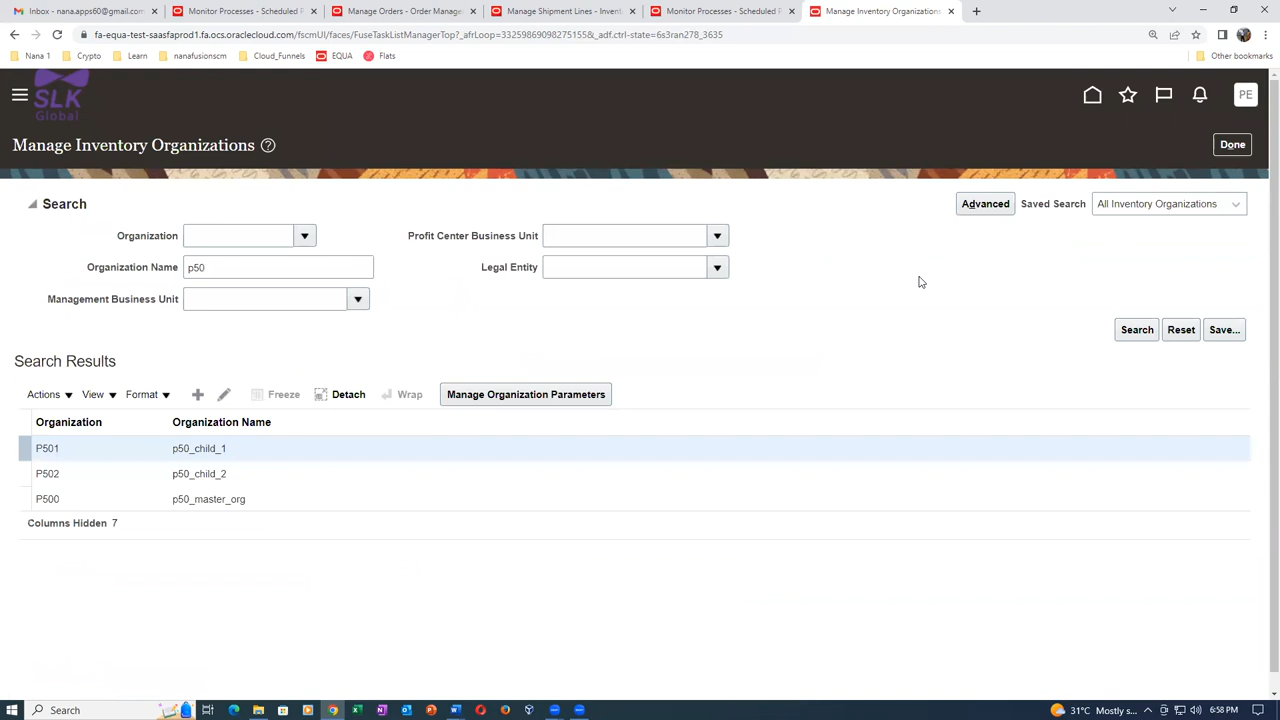 Inbox - nana.apps60@gmail.com
Monitor Processes - Scheduled P
Manage Orders - Order Manageme
Manage Shipment Lines - Invento
Monitor Processes - Scheduled P
Manage Inventory Organizations
fa-equa-test-saasfaprod1.fa.ocs.oraclecloud.com/fscmUI/faces/FuseTaskListManagerTop?_afrLoop=33259869098275155&_adf.ctrl-state=6s3ran278_3635
Nana 1
Crypto
Learn
nanafusionscm
Cloud_Funnels
EQUA
Flats
Other bookmarks
SLK
Global
PE
Manage Inventory Organizations
Done
Search
Advanced
Saved Search
All Inventory Organizations
Organization
Profit Center Business Unit
Organization Name
p50
Legal Entity
Management Business Unit
Search
Reset
Save...
Search Results
Actions
View
Format
Freeze
Detach
Wrap
Manage Organization Parameters
Organization
Organization Name
P501
p50_child_1
P502
p50_child_2
P500
p50_master_org
Columns Hidden 7
Search
31°C
Mostly s...
6:58 PM